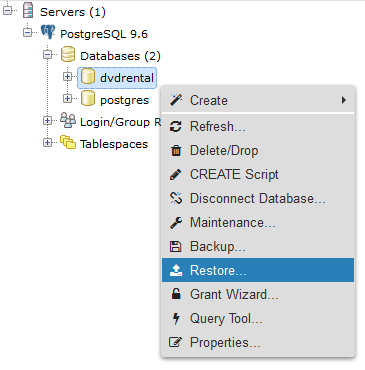 Servers (1)
PostgreSQL 9.6
Databases (2)
dvdrental
postgres
Login/Group R
Tablespaces
Create
Refresh...
Delete/Drop
CREATE Script
Disconnect Database...
Maintenance...
Backup...
Restore...
Grant Wizard...
Query Tool...
Properties...